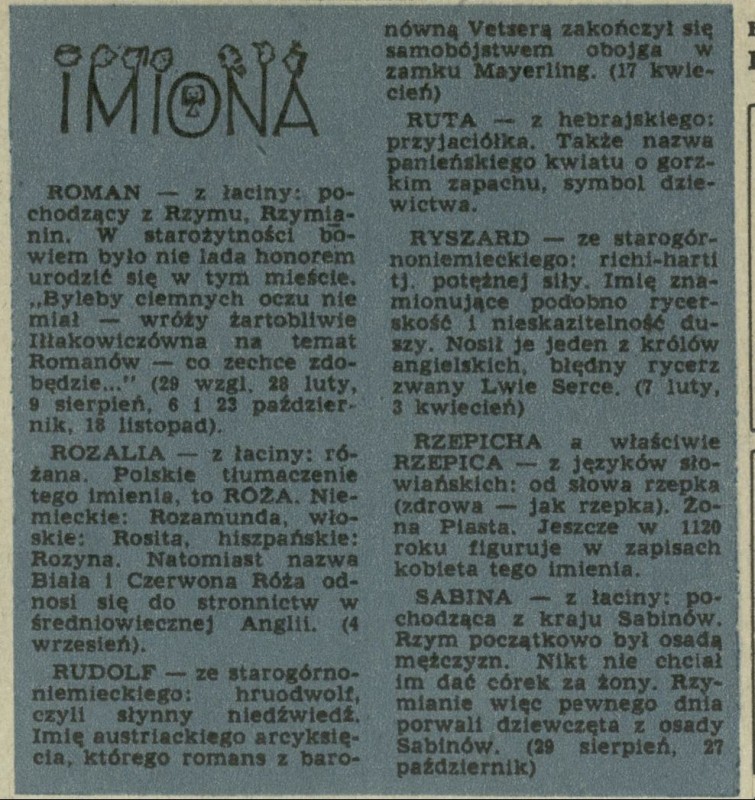 IMIONA
ROMAN — z łaciny: po-
chodzący z Rzymu, Rzymia-
nin. W starożytności bo-
wiem było nie lada honorem
urodzić się w tym mieście.
„Byleby ciemnych oczu nie
miał — wróży żartobliwie
Iłłakowiczówna na temat
Romanów — co zechce zdo-
będzie..." (29 wzgl. 28 luty,
9 sierpień, 6 i 23 paździer-
nik, 18 listopad).
ROZALIA — z łaciny: ró-
żana. Polskie tłumaczenie
tego imienia, to RÓŻA. Nie-
mieckie: Rozamunda, wło-
skie: Rosita, hiszpańskie:
Rozyna. Natomiast nazwa
Biała i Czerwona Róża od-
nosi się do stronnictw w
średniowiecznej Anglii. (4
wrzesień).
RUDOLF — ze starogórno-
niemieckiego: hruodwolf,
czyli słynny niedźwiedź.
Imię austriackiego arcyksię-
cia, którego romans z baro-
nówną Vetserą zakończył się
samobójstwem obojga w
zamku Mayerling. (17 kwie-
cień)
RUTA — z hebrajskiego:
przyjaciółka. Także nazwa
panieńskiego kwiatu o gorz-
kim zapachu, symbol dzie-
wictwa.
RYSZARD — ze starogór-
noniemieckiego: richi-harti
tj. potężnej siły. Imię zna-
mionujące podobno rycer-
skość i nieskazitelność du-
szy. Nosił je jeden z królów
angielskich, błędny rycerz
zwany Lwie Serce. (7 luty,
3 kwiecień)
RZEPICHA a właściwie
RZEPICA — z języków sło-
wiańskich: od słowa rzepka
(zdrowa — jak rzepka). Żo-
na Piasta. Jeszcze w 1120
roku figuruje w zapisach
kobieta tego imienia.
SABINA — z łaciny: po-
chodząca z kraju Sabinów.
Rzym początkowo był osadą
mężczyzn. Nikt nie chciał
im dać córek za żony. Rzy-
mianie więc pewnego dnia
porwali dziewczęta z osady
Sabinów. (29 sierpień, 27
październik)